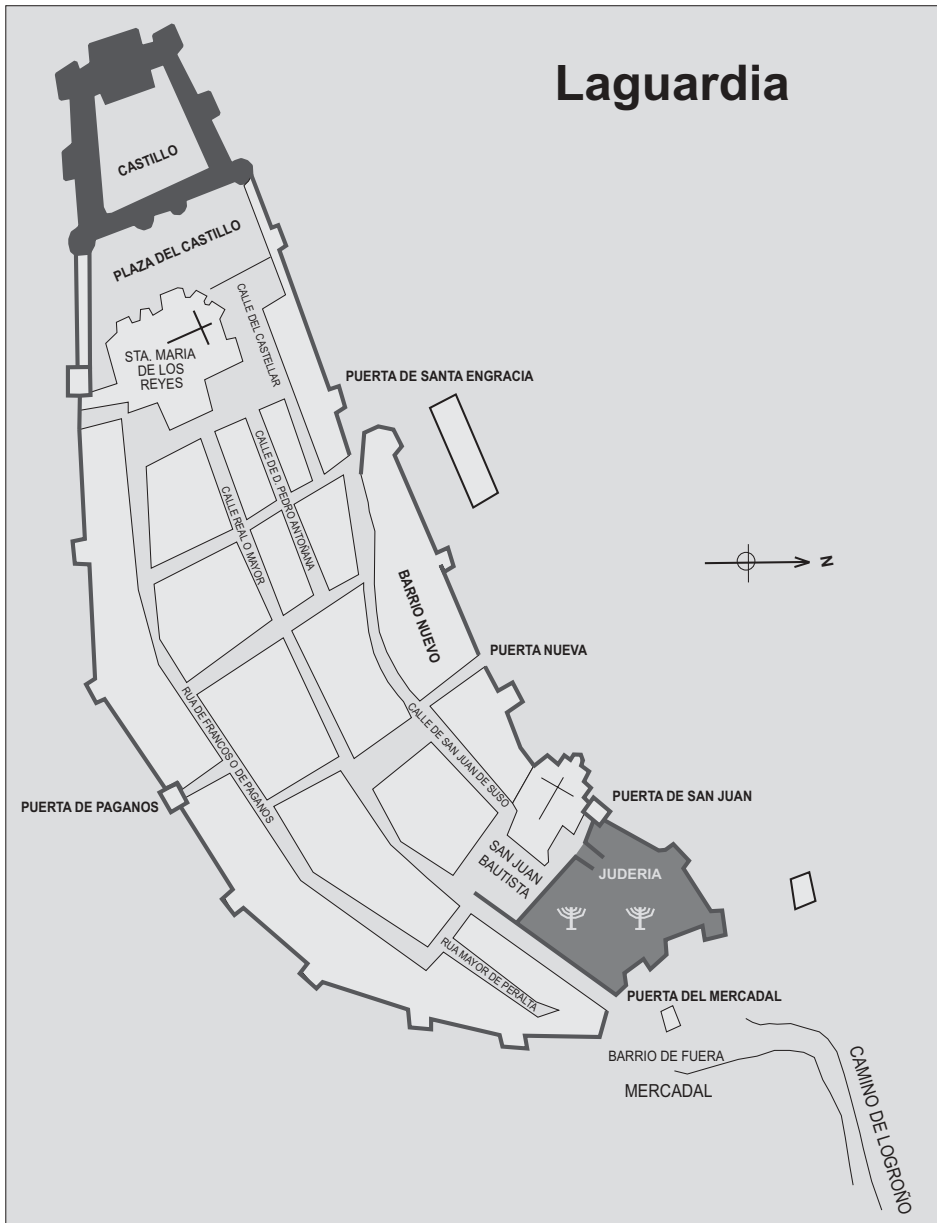 Laguardia
CASTILLO
PLAZA DEL CASTILLO
CALLE DEL CASTELLAR
STA. MARIA
DE LOS
REYES
PUERTA DE SANTA ENGRACIA
CALLE DE D. PEDRO ANTOÑANA
CALLE REAL O MAYOR
N
BARRIO NUEVO
PUERTA NUEVA
RUA DE FRANCOS O DE PAGANOS
CALLE DE SAN JUAN DE SUSO
PUERTA DE PAGANOS
PUERTA DE SAN JUAN
SAN JUAN
BAUTISTA
JUDERIA
RUA MAYOR DE PERALTA
PUERTA DEL MERCADAL
BARRIO DE FUERA
MERCADAL
CAMINO DE LOGROÑO